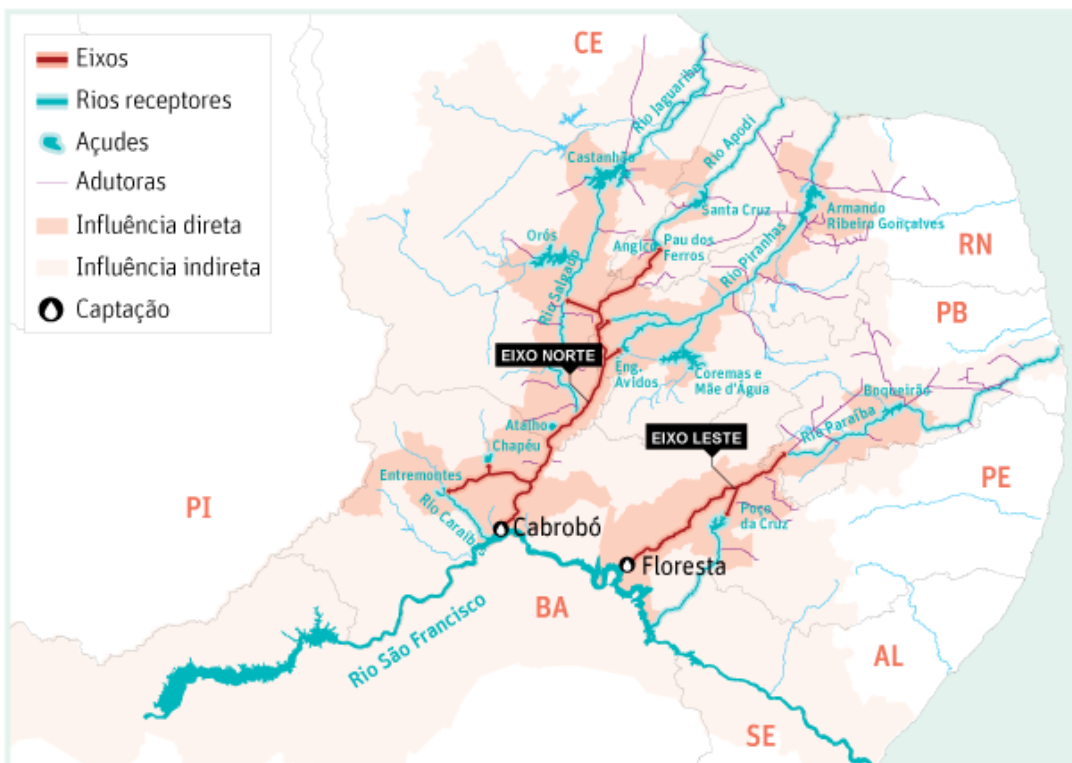 Eixos
Rios receptores
Açudes
Adutoras
Influência direta
Influência indireta
Captação
CE
Rio Jaguaribe
Rio Apodi
Castanhão
Santa Cruz
Armando
Ribeiro Gonçalves
RN
Orós
Angico
Pau dos
Ferros
Rio Piranhas
Rio Salgado
PB
EIXO NORTE
Eng.
Ávidos
Coremas e
Mãe d'Água
Boqueirão
Rio Paraíba
Atalho
EIXO LESTE
Chapéu
Entremontes
PE
PI
Poço
da Cruz
Rio Caraíbas
Cabrobó
Floresta
BA
Rio São Francisco
AL
SE